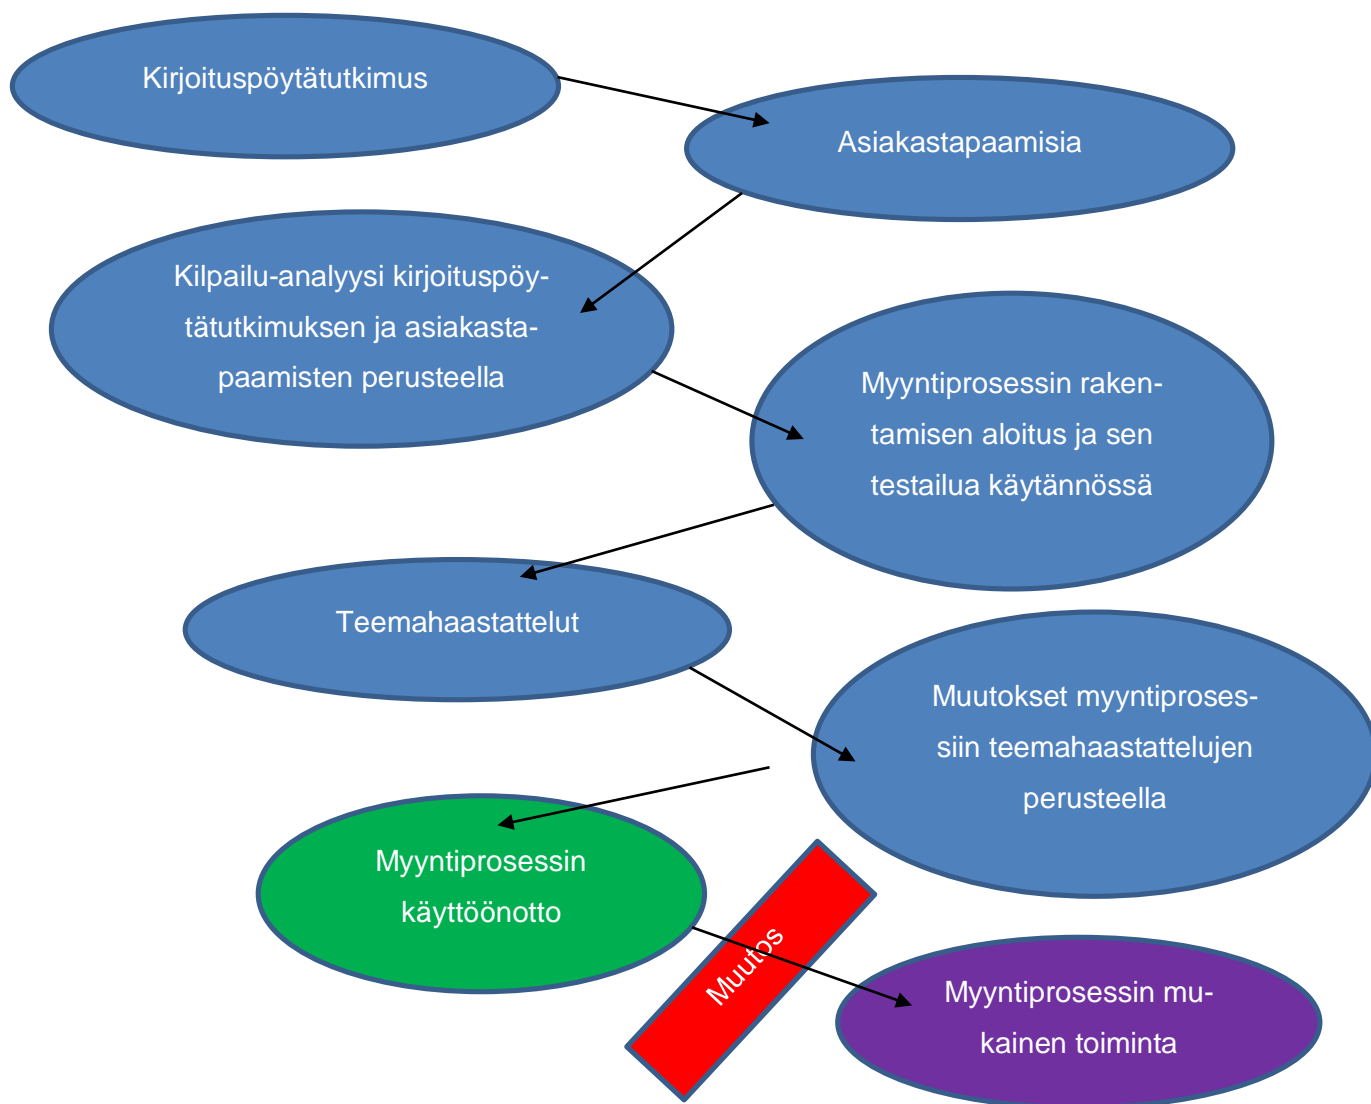 Kirjoituspöytätutkimus
Asiakastapaamisia
Kilpailu-analyysi kirjoituspöy-
tätutkimuksen ja asiakasta-
paamisten perusteella
Myyntiprosessin raken-
tamisen aloitus ja sen
testailua käytännössä
Teemahaastattelut
Muutokset myyntiproses-
siin teemahaastattelujen
perusteella
Myyntiprosessin
käyttöönotto
Muutos
Myyntiprosessin mu-
kainen toiminta